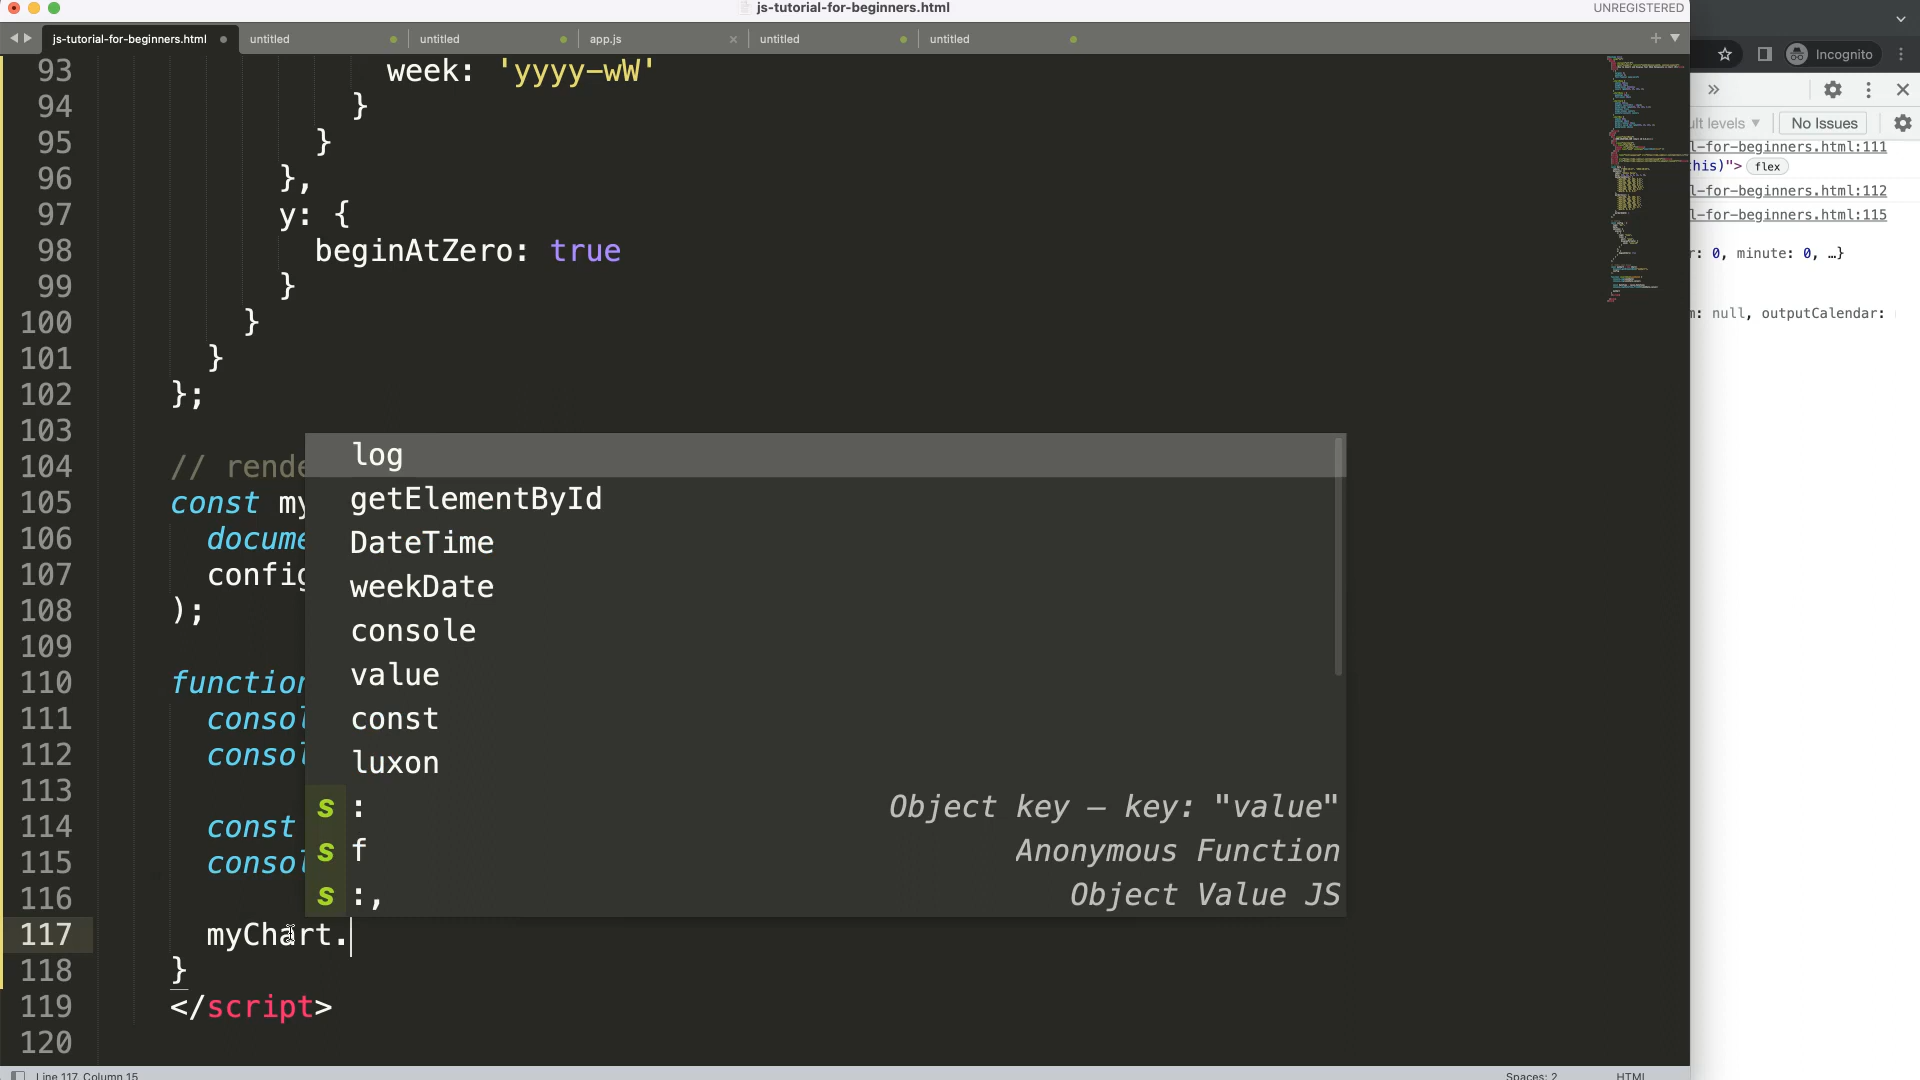 js-tutorial-for-beginners.html
UNREGISTERED
js-tutorial-for-beginners.html untitled untitled app.js untitled untitled
Incognito
93 week: 'yyyy-wW'
94 }
95 }
96 },
97 y: {
98 beginAtZero: true
99 }
100 }
101 }
102 };
103
104 // rende
105 const my
106 docume
107 config
108 );
109
110 function
111 consol
112 consol
113
114 const
115 consol
116
117 myChart.
118 }
119 </script>
120
log
getElementById
DateTime
weekDate
console
value
const
luxon
s : Object key — key: "value"
s f Anonymous Function
s :, Object Value JS
ult levels No Issues
l-for-beginners.html:111
his)"> flex
l-for-beginners.html:112
l-for-beginners.html:115
r: 0, minute: 0, …}
m: null, outputCalendar:
Line 117, Column 15
Spaces: 2
HTML